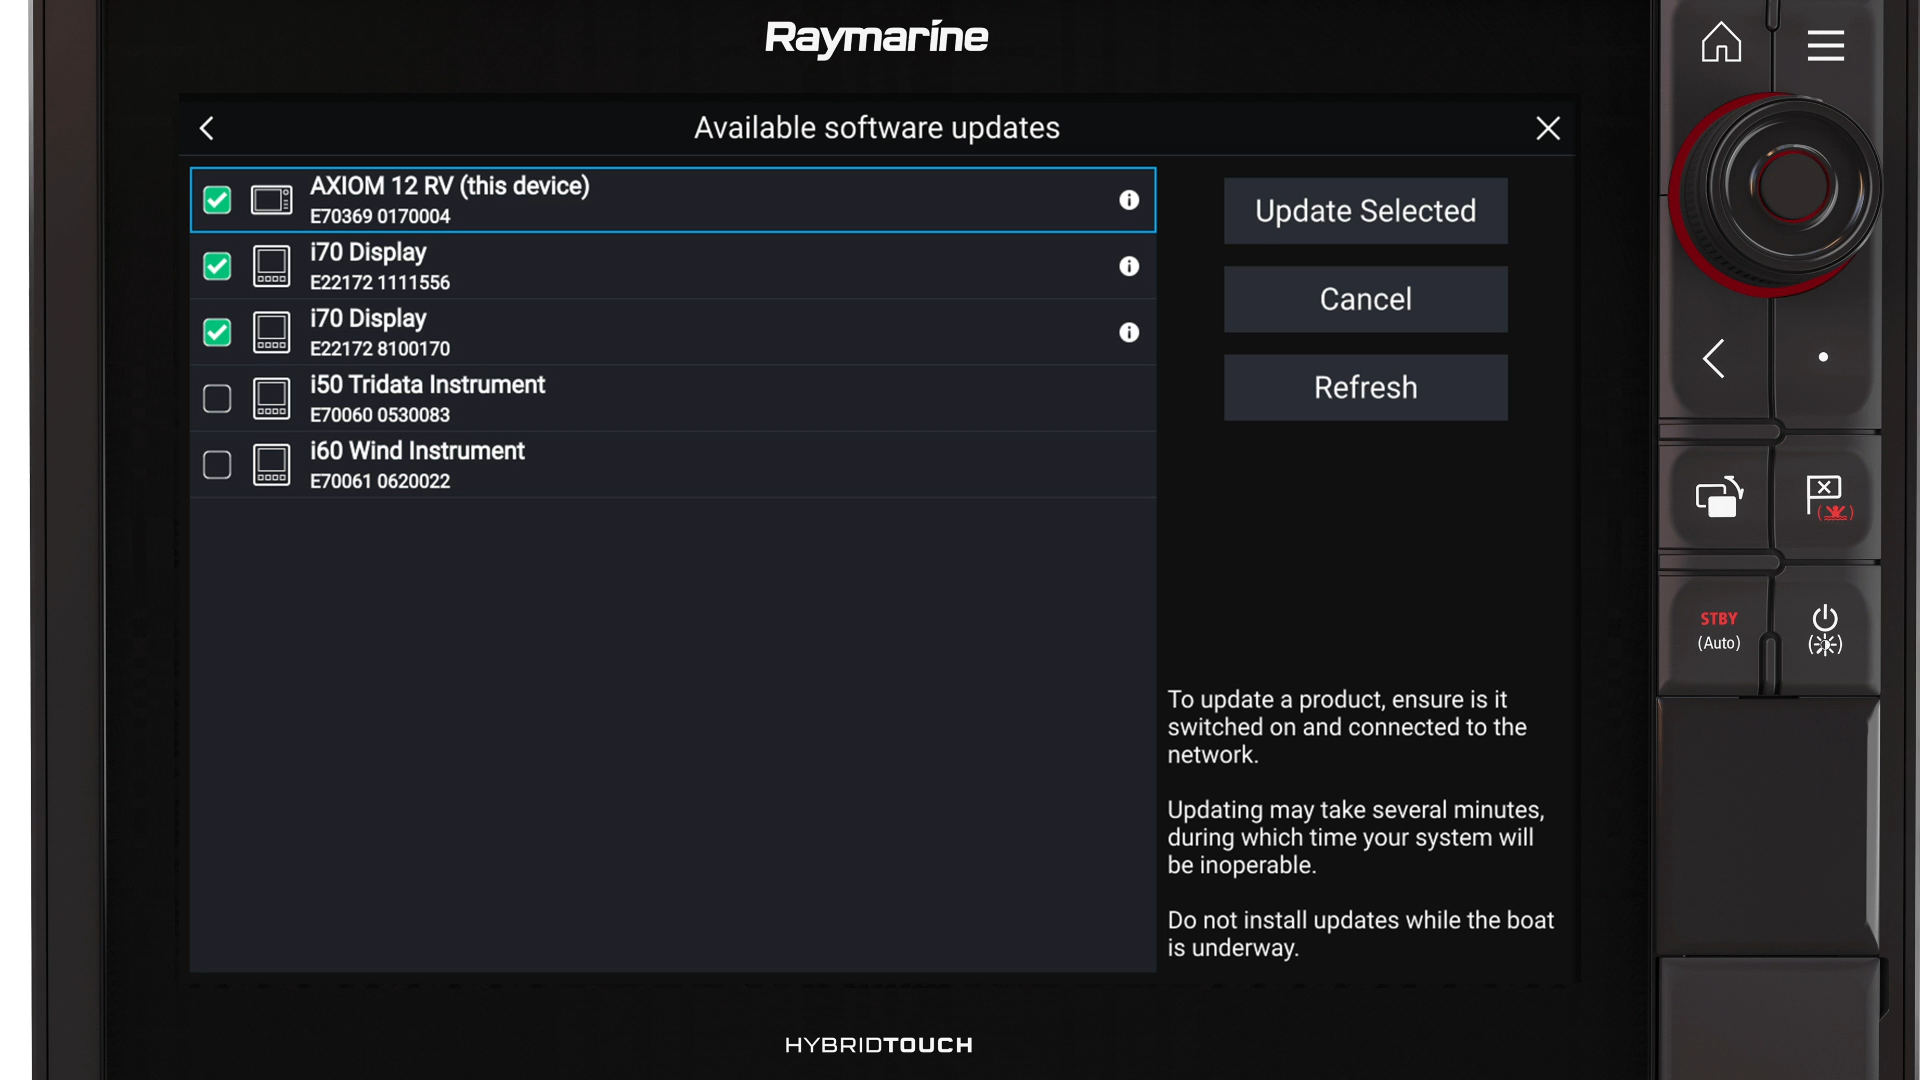 Raymarine
Available software updates
AXIOM 12 RV (this device)
E70369 0170004
i70 Display
E22172 1111556
i70 Display
E22172 8100170
i50 Tridata Instrument
E70060 0530083
i60 Wind Instrument
E70061 0620022
Update Selected
Cancel
Refresh
To update a product, ensure is it
switched on and connected to the
network.
Updating may take several minutes,
during which time your system will
be inoperable.
Do not install updates while the boat
is underway.
STBY
(Auto)
HYBRIDTOUCH